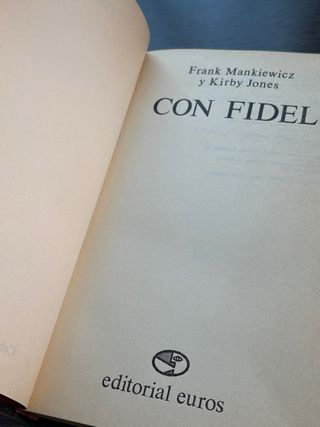 Frank Mankiewicz
y Kirby Jones
CON FIDEL
editorial euros